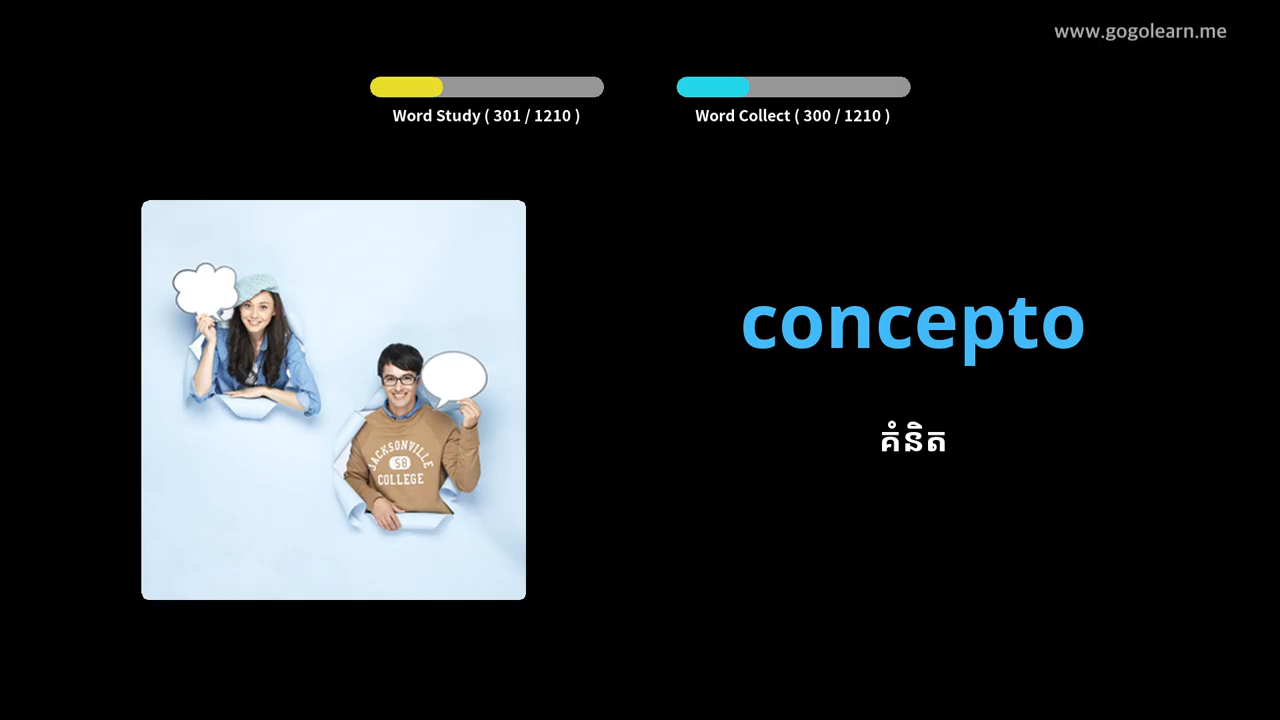 www.gogolearn.me
Word Study ( 301 / 1210 )
Word Collect ( 300 / 1210 )
concepto
គំនិត
JACKSONVILLE
58
COLLEGE